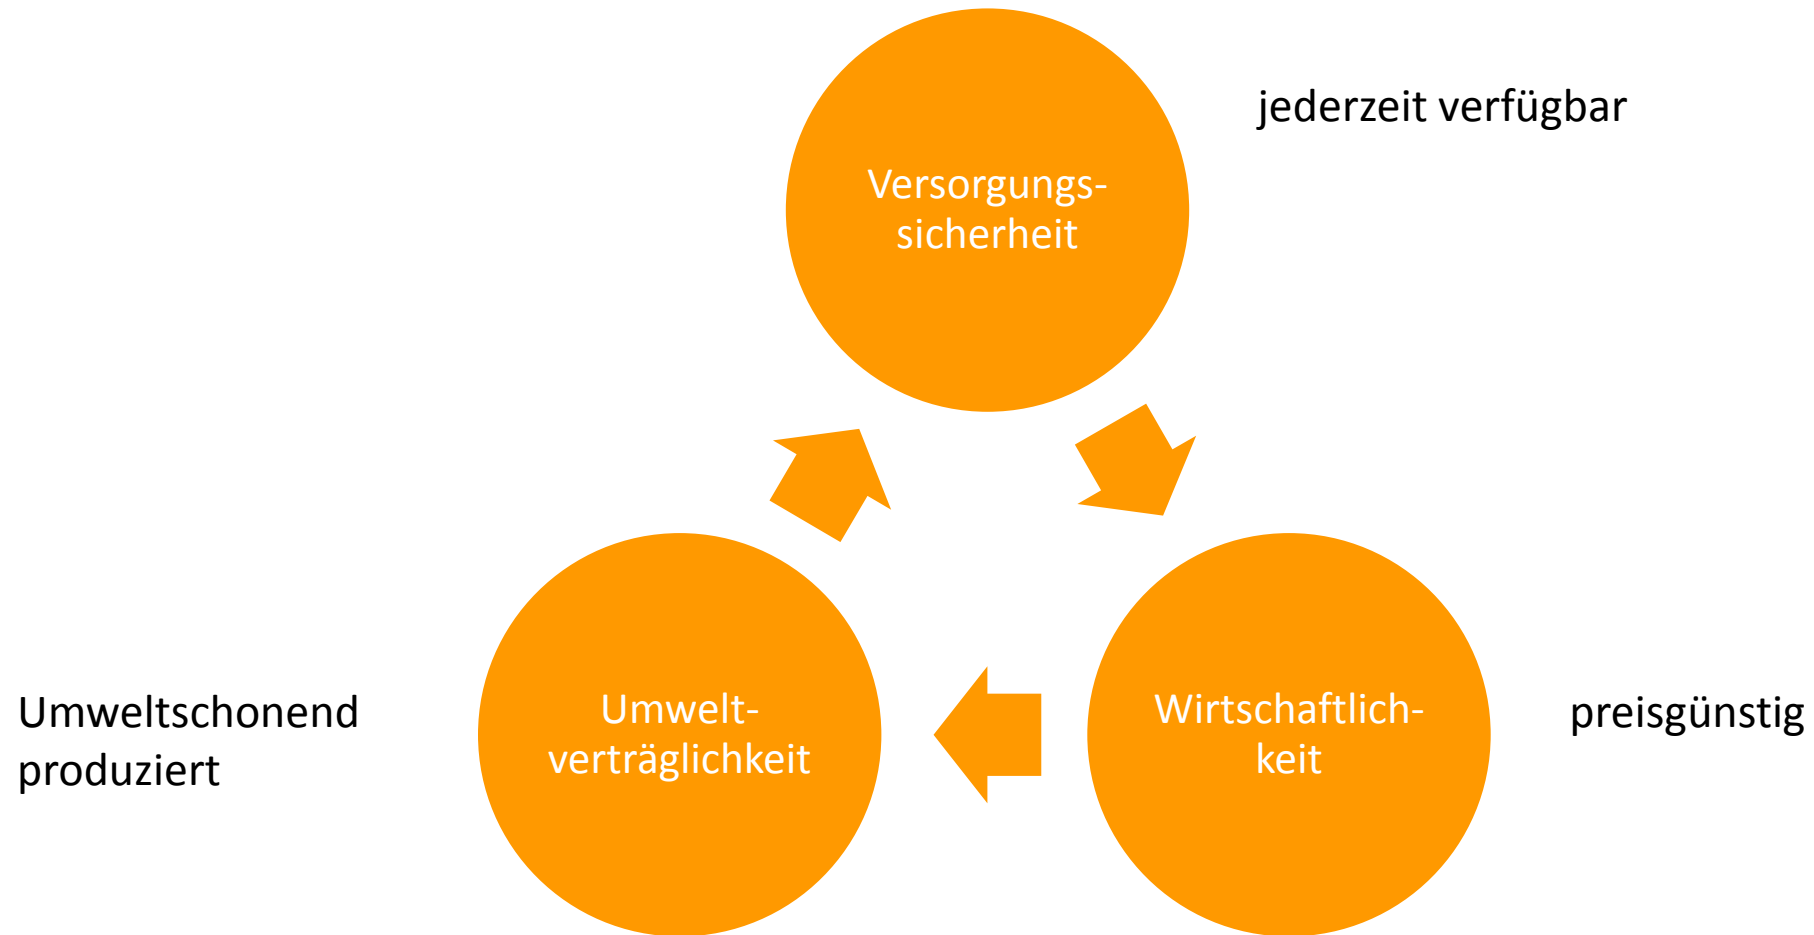 jederzeit verfügbar
Versorgungs-
sicherheit
Umweltschonend
produziert
Umwelt-
verträglichkeit
Wirtschaftlich-
keit
preisgünstig